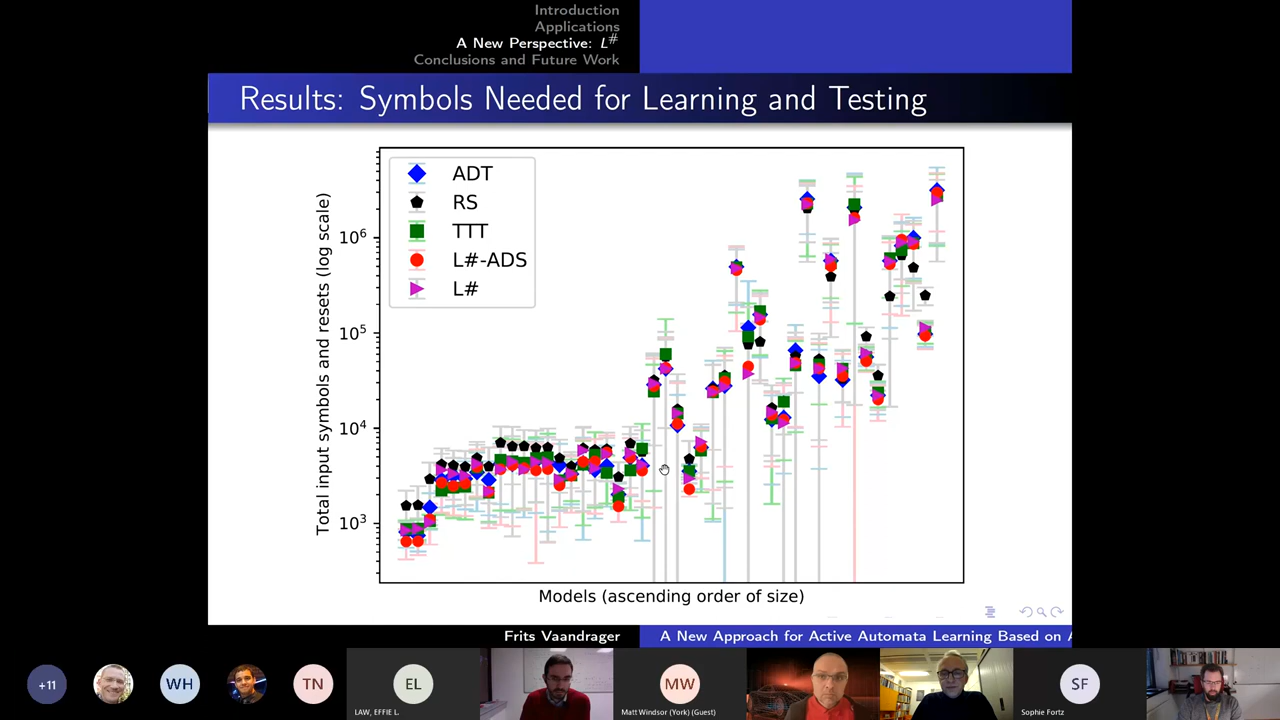 Introduction
Applications
A New Perspective: L#
Conclusions and Future Work
Results: Symbols Needed for Learning and Testing
ADT
RS
TTT
L#-ADS
L#
Total input symbols and resets (log scale)
10⁶
10⁵
10⁴
10³
Models (ascending order of size)
Frits Vaandrager
A New Approach for Active Automata Learning Based on A
+11
WH
TN
EL
LAW, EFFIE L.
MW
Matt Windsor (York) (Guest)
SF
Sophie Fortz